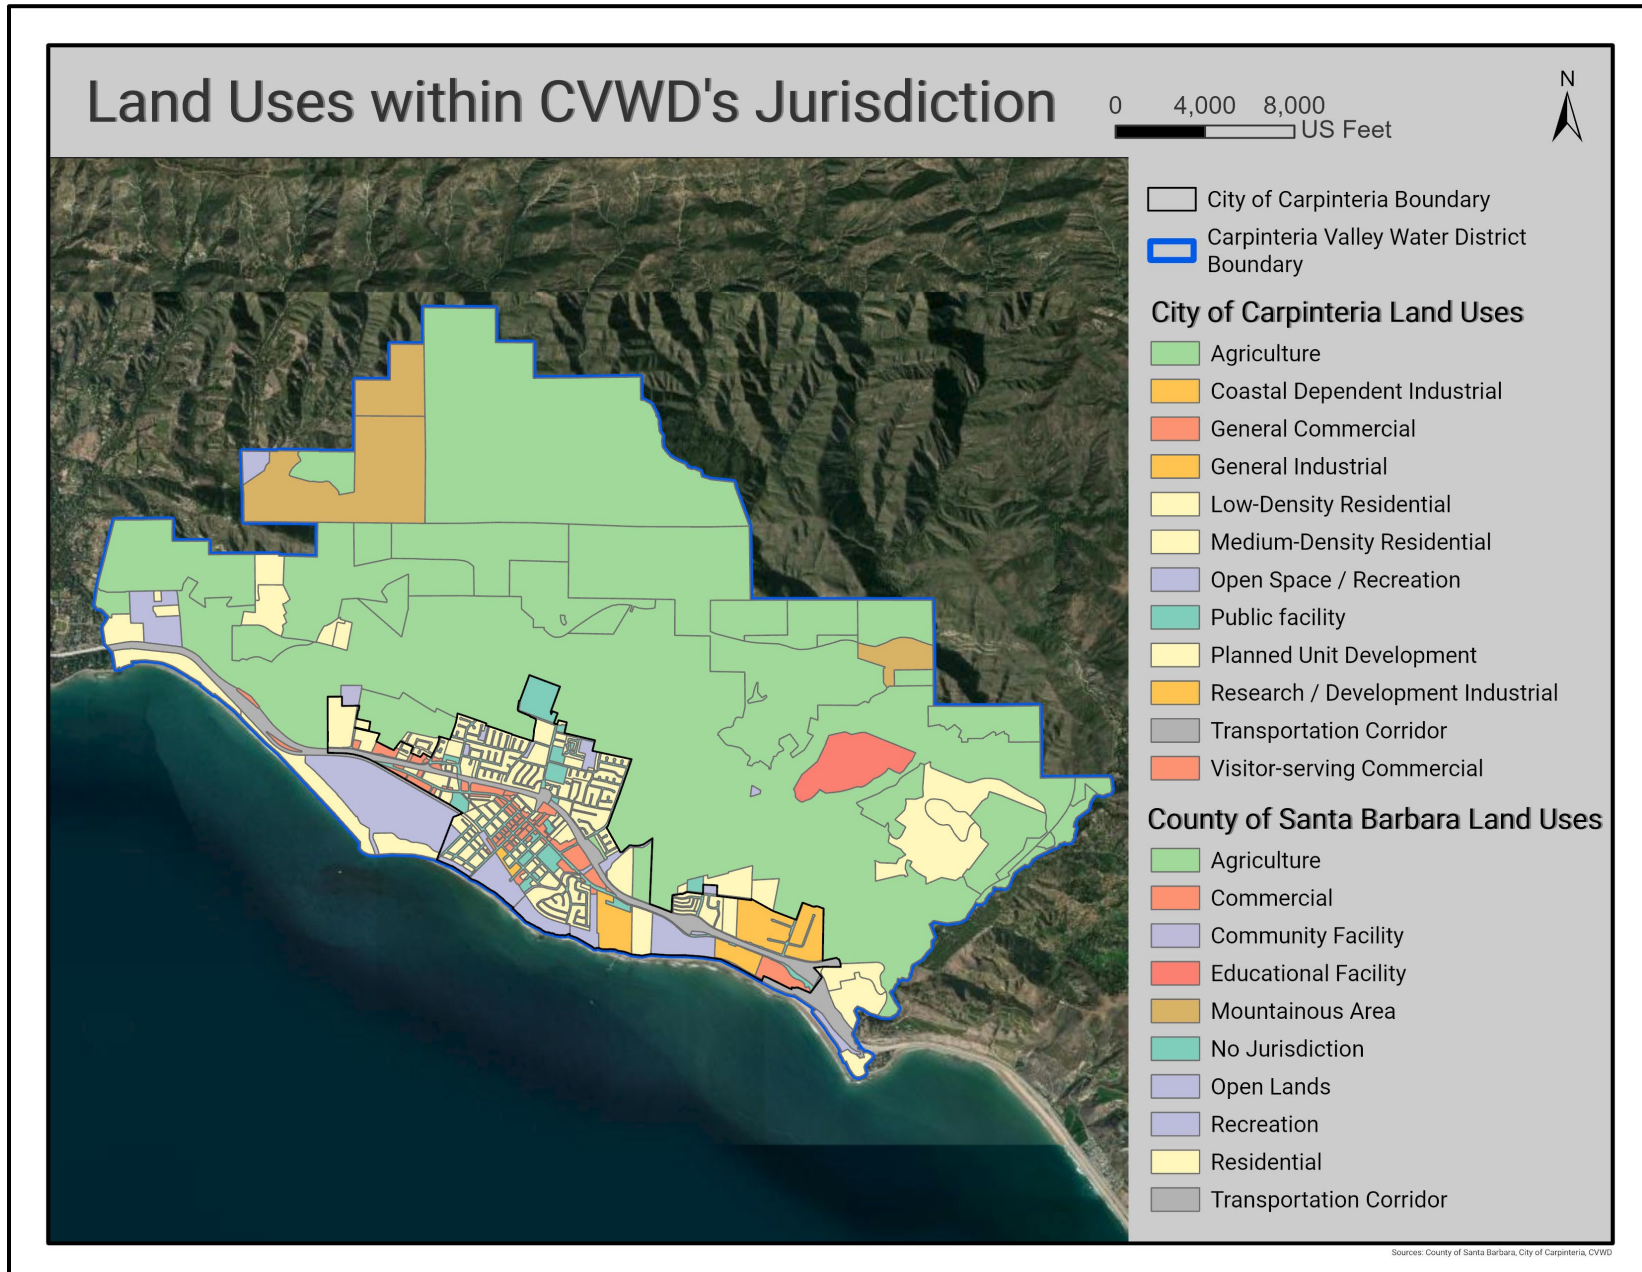 Land Uses within CVWD's Jurisdiction
0 4,000 8,000
US Feet
N
City of Carpinteria Boundary
Carpinteria Valley Water District
Boundary
City of Carpinteria Land Uses
Agriculture
Coastal Dependent Industrial
General Commercial
General Industrial
Low-Density Residential
Medium-Density Residential
Open Space / Recreation
Public facility
Planned Unit Development
Research / Development Industrial
Transportation Corridor
Visitor-serving Commercial
County of Santa Barbara Land Uses
Agriculture
Commercial
Community Facility
Educational Facility
Mountainous Area
No Jurisdiction
Open Lands
Recreation
Residential
Transportation Corridor
Sources: County of Santa Barbara, City of Carpinteria, CVWD